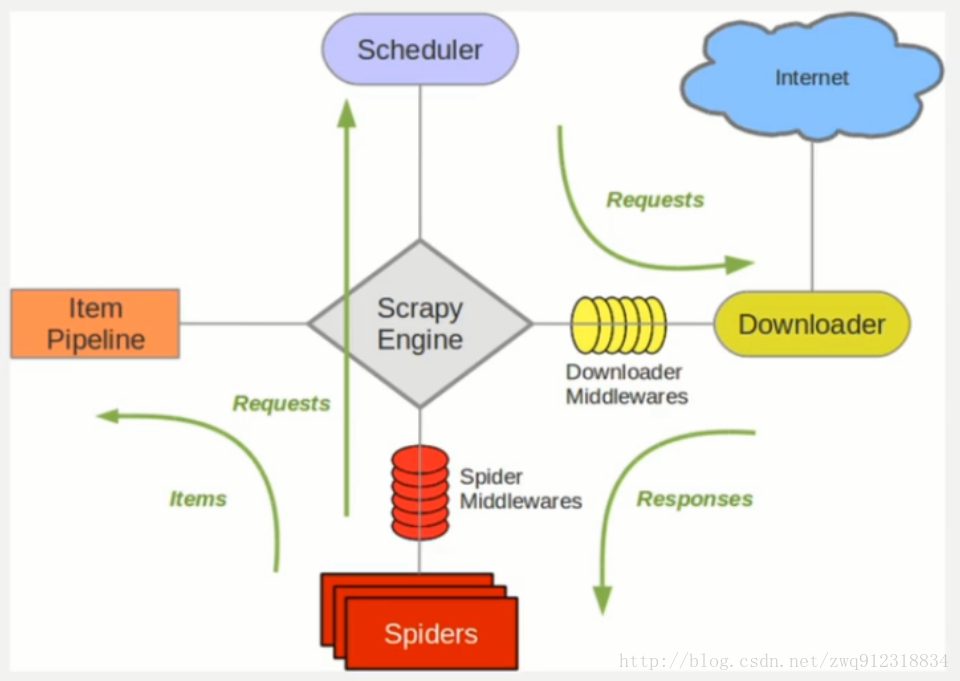 Scheduler
Internet
Requests
Item
Pipeline
Scrapy
Engine
Downloader
Downloader
Middlewares
Requests
Items
Spider
Middlewares
Responses
Spiders
http://blog.csdn.net/zwq912318834